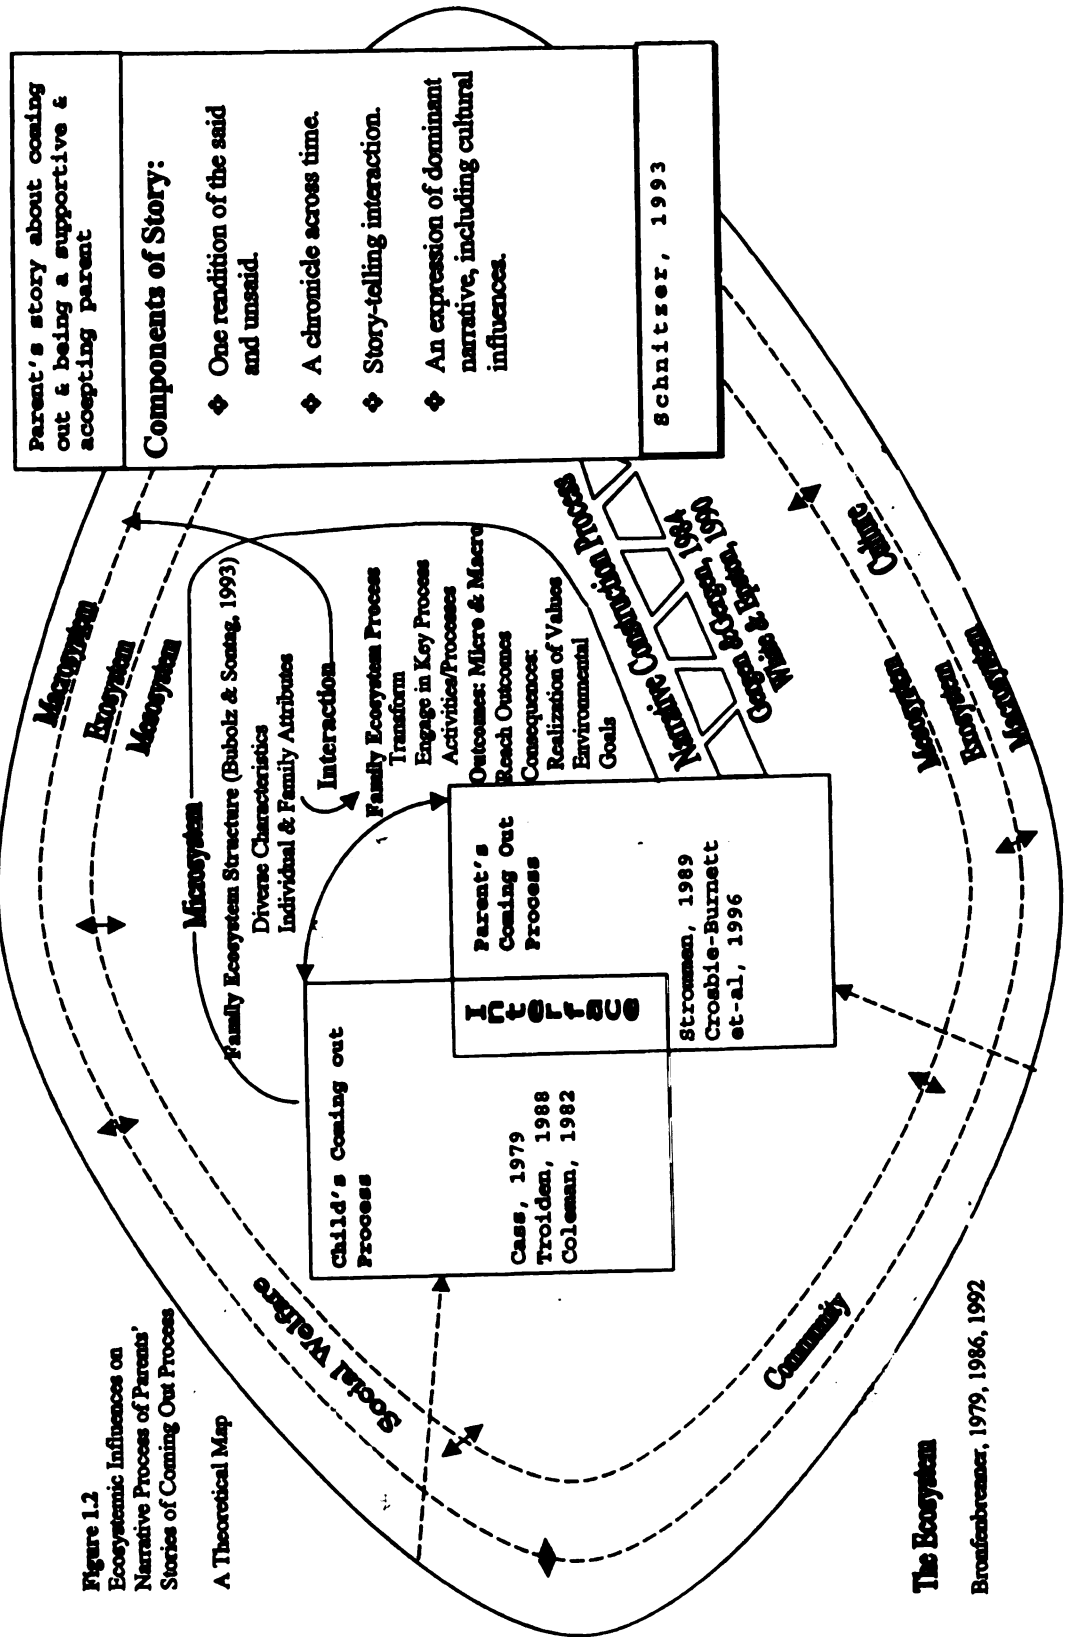 Figure 1.2
Ecosystemic Influences on
Narrative Process of Parents'
Stories of Coming Out Process
A Theoretical Map
Macrosystem
Exosystem
Mesosystem
Social Welfare
Microsystem
Family Ecosystem Structure (Bubolz & Sontag, 1993)
Diverse Characteristics
Individual & Family Attributes
Interaction
Family Ecosystem Process
Transform
Engage in Key Process
Activities/Processes
Outcomes: Micro & Macro
Reach Outcomes
Consequences:
Realization of Values
Environmental
Goals
Child's Coming out
Process
Cass, 1979
Troiden, 1988
Coleman, 1982
Interface
Parent's
Coming Out
Process
Strommen, 1989
Crosbie-Burnett
et-al, 1996
Narrative Construction Process
Gergen & Gergen, 1984
White & Epston, 1990
Parent's story about coming
out & being a supportive &
accepting parent
Components of Story:
❖ One rendition of the said
and unsaid.
❖ A chronicle across time.
❖ Story-telling interaction.
❖ An expression of dominant
narrative, including cultural
influences.
Schnitzer, 1993
Community
Culture
Mesosystem
Exosystem
Macrosystem
The Ecosystem
Bronfenbreaner, 1979, 1986, 1992